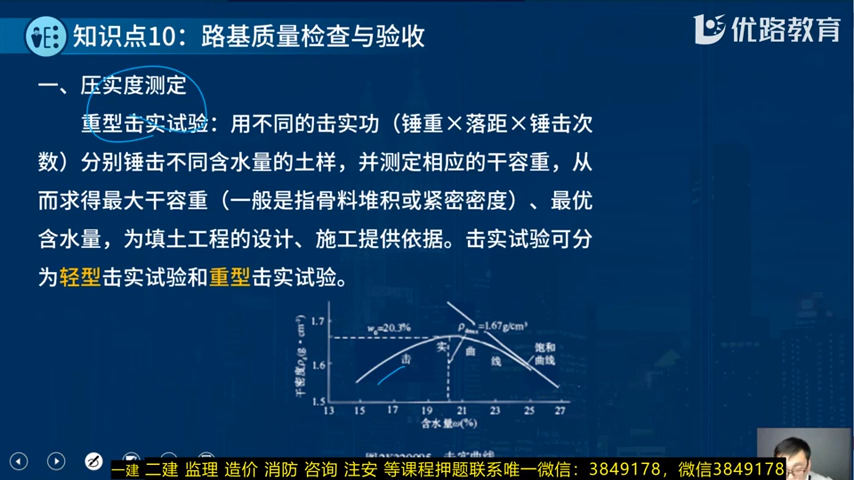 知识点10：路基质量检查与验收
优路教育
一、压实度测定
重型击实试验：用不同的击实功（锤重×落距×锤击次
数）分别锤击不同含水量的土样，并测定相应的干容重，从
而求得最大干容重（一般是指骨料堆积或紧密密度）、最优
含水量，为填土工程的设计、施工提供依据。击实试验可分
为轻型击实试验和重型击实试验。
1.7
1.6
1.5
w₀=20.3%
=1.67g/cm³
击 实 曲 线
饱和
曲线
13 15 17 19 21 23 25 27
含水量ω(%)
击实曲线
一建 二建 监理 造价 消防 咨询 注安 等课程押题联系唯一微信：3849178，微信3849178